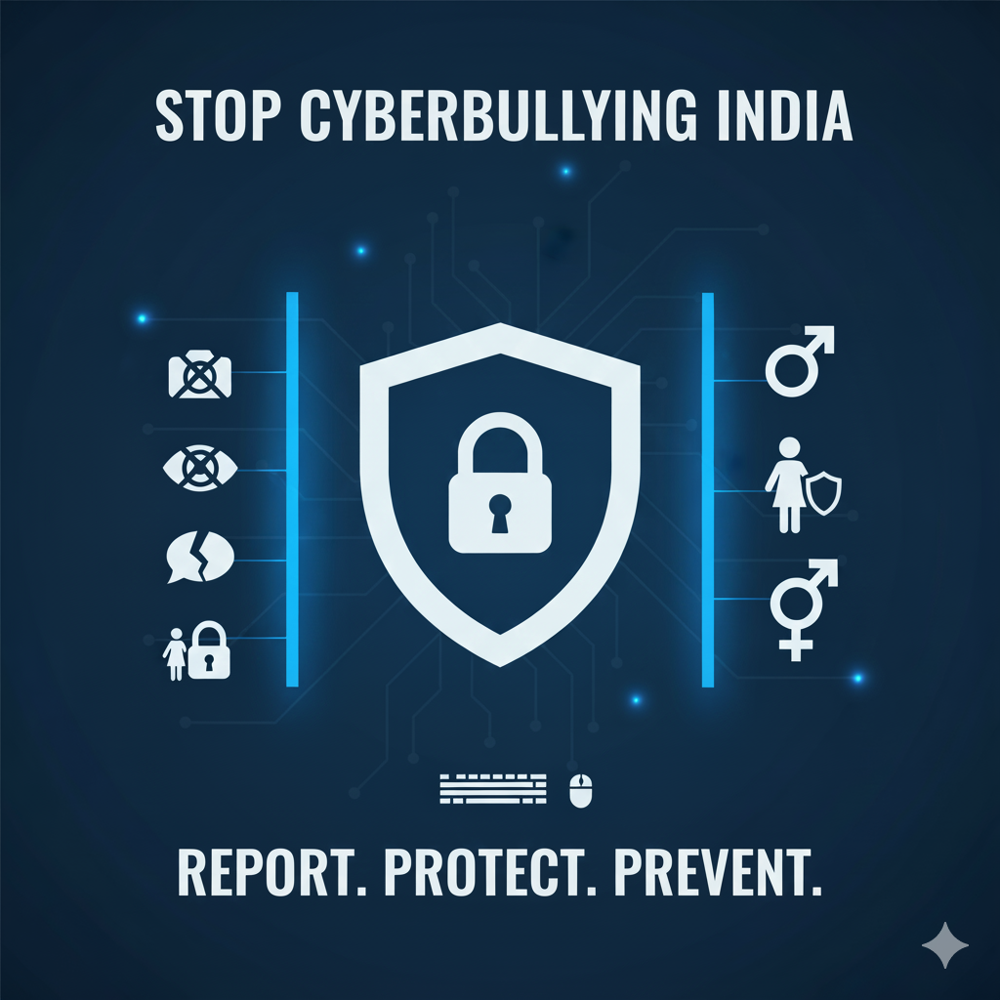 STOP CYBERBULLYING INDIA
REPORT. PROTECT. PREVENT.